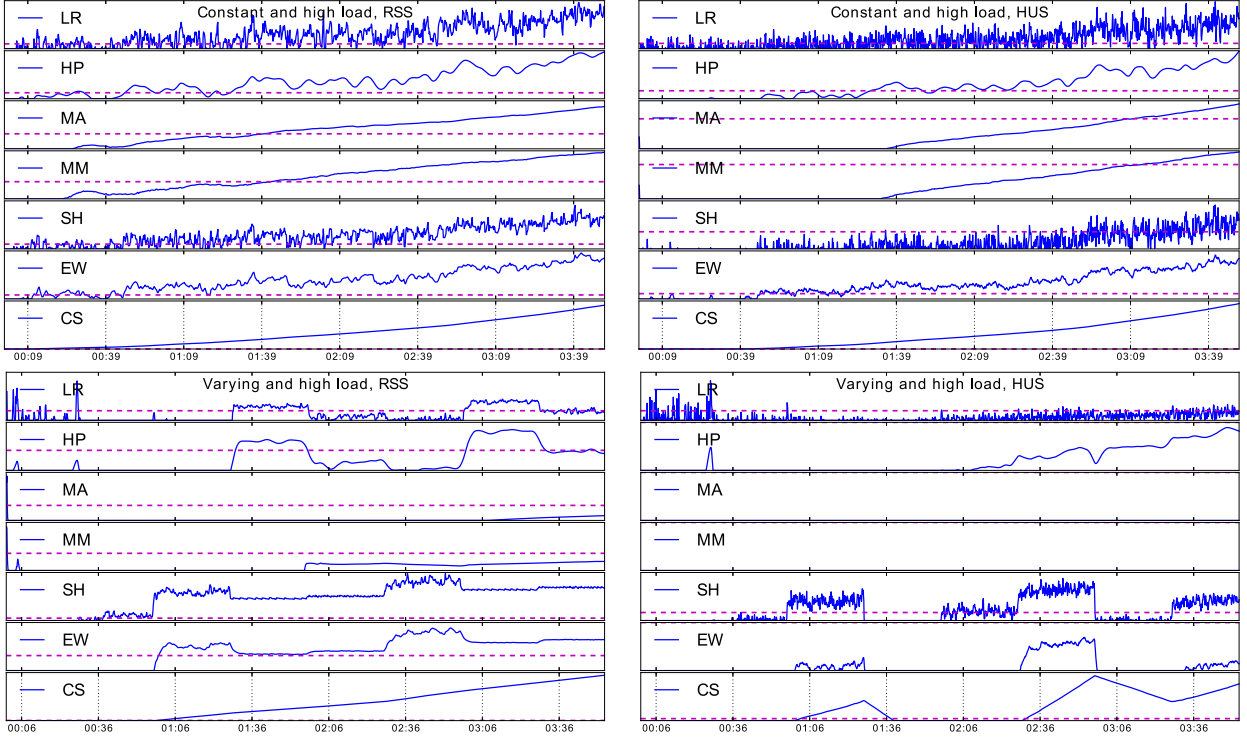 Constant and high load, RSS
LR
HP
MA
MM
SH
EW
CS
00:09 00:39 01:09 01:39 02:09 02:39 03:09 03:39
Constant and high load, HUS
LR
HP
MA
MM
SH
EW
CS
00:09 00:39 01:09 01:39 02:09 02:39 03:09 03:39
Varying and high load, RSS
LR
HP
MA
MM
SH
EW
CS
00:06 00:36 01:06 01:36 02:06 02:36 03:06 03:36
Varying and high load, HUS
LR
HP
MA
MM
SH
EW
CS
00:06 00:36 01:06 01:36 02:06 02:36 03:06 03:36